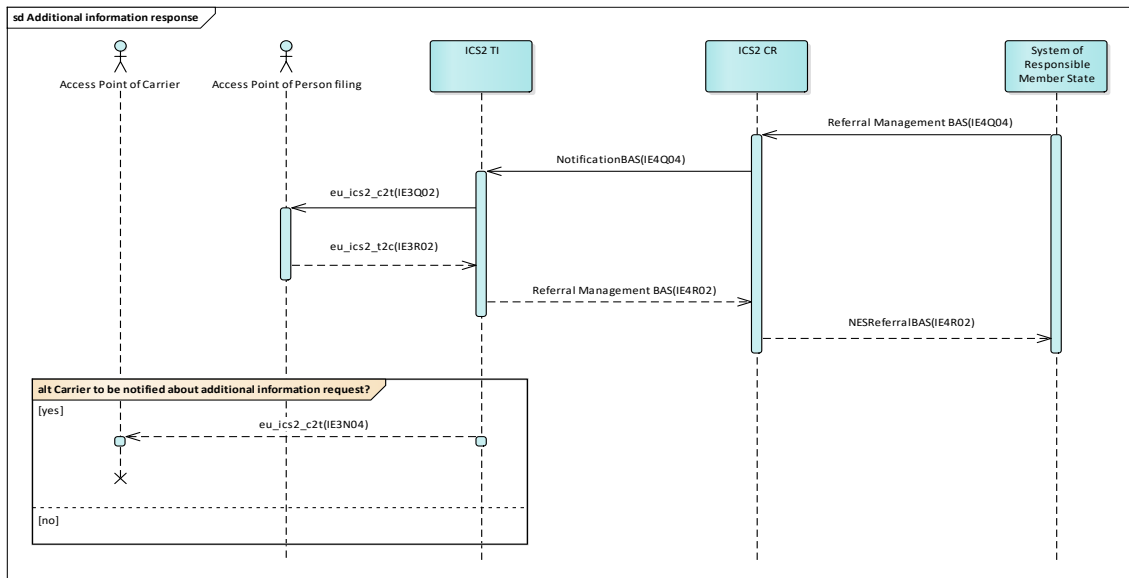 sd Additional information response
Access Point of Carrier
Access Point of Person filing
ICS2 TI
ICS2 CR
System of
Responsible
Member State
Referral Management BAS(IE4Q04)
NotificationBAS(IE4Q04)
eu_ics2_c2t(IE3Q02)
eu_ics2_t2c(IE3R02)
Referral Management BAS(IE4R02)
NESReferralBAS(IE4R02)
alt Carrier to be notified about additional information request?
[yes]
eu_ics2_c2t(IE3N04)
[no]